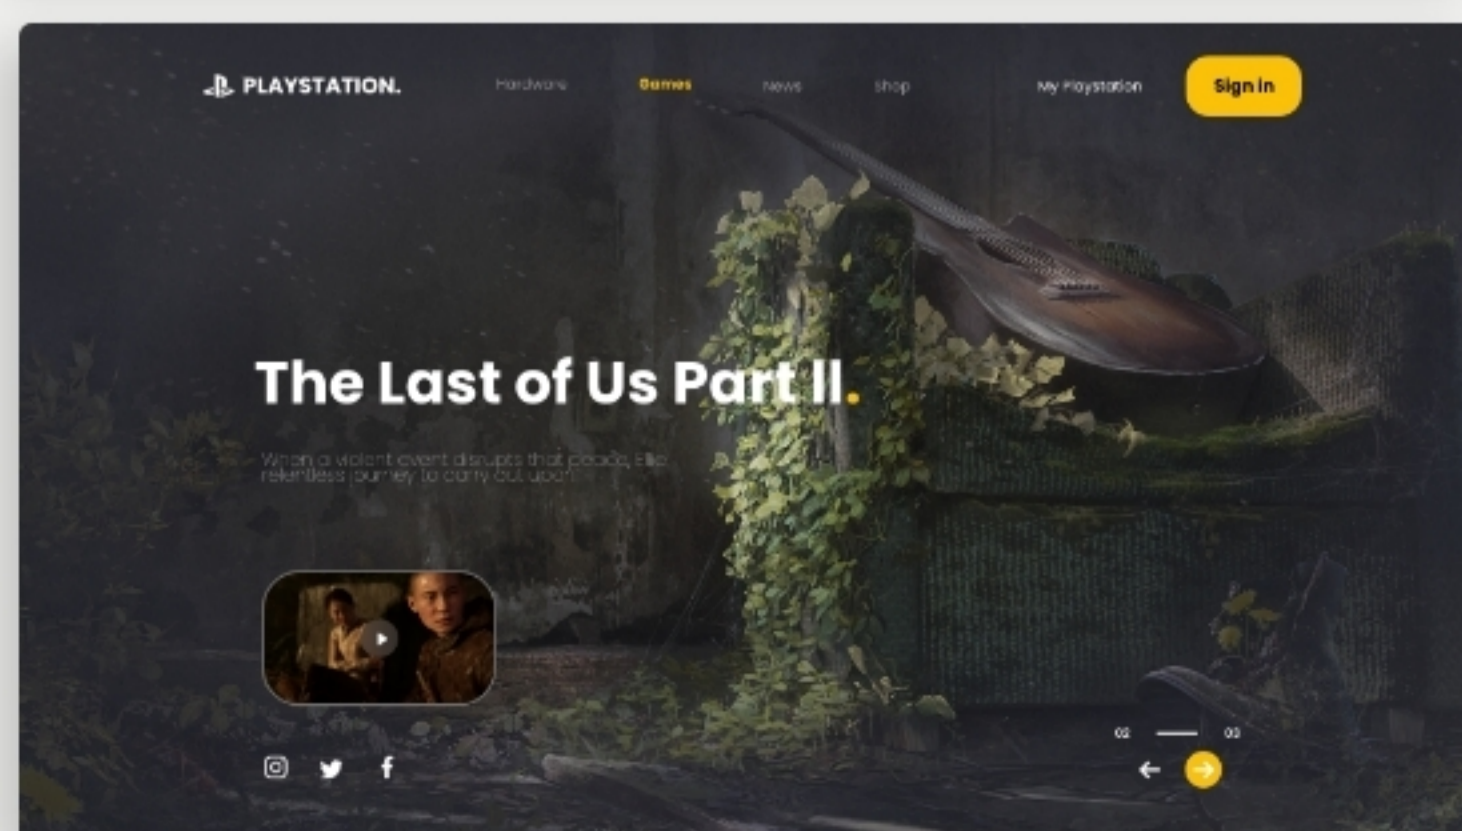 PLAYSTATION.
Hardware
Games
News
Shop
My Playstation
Sign in
The Last of Us Part II.
When a violent event disrupts that peace, Ellie
relentless journey to carry out upon
02
03